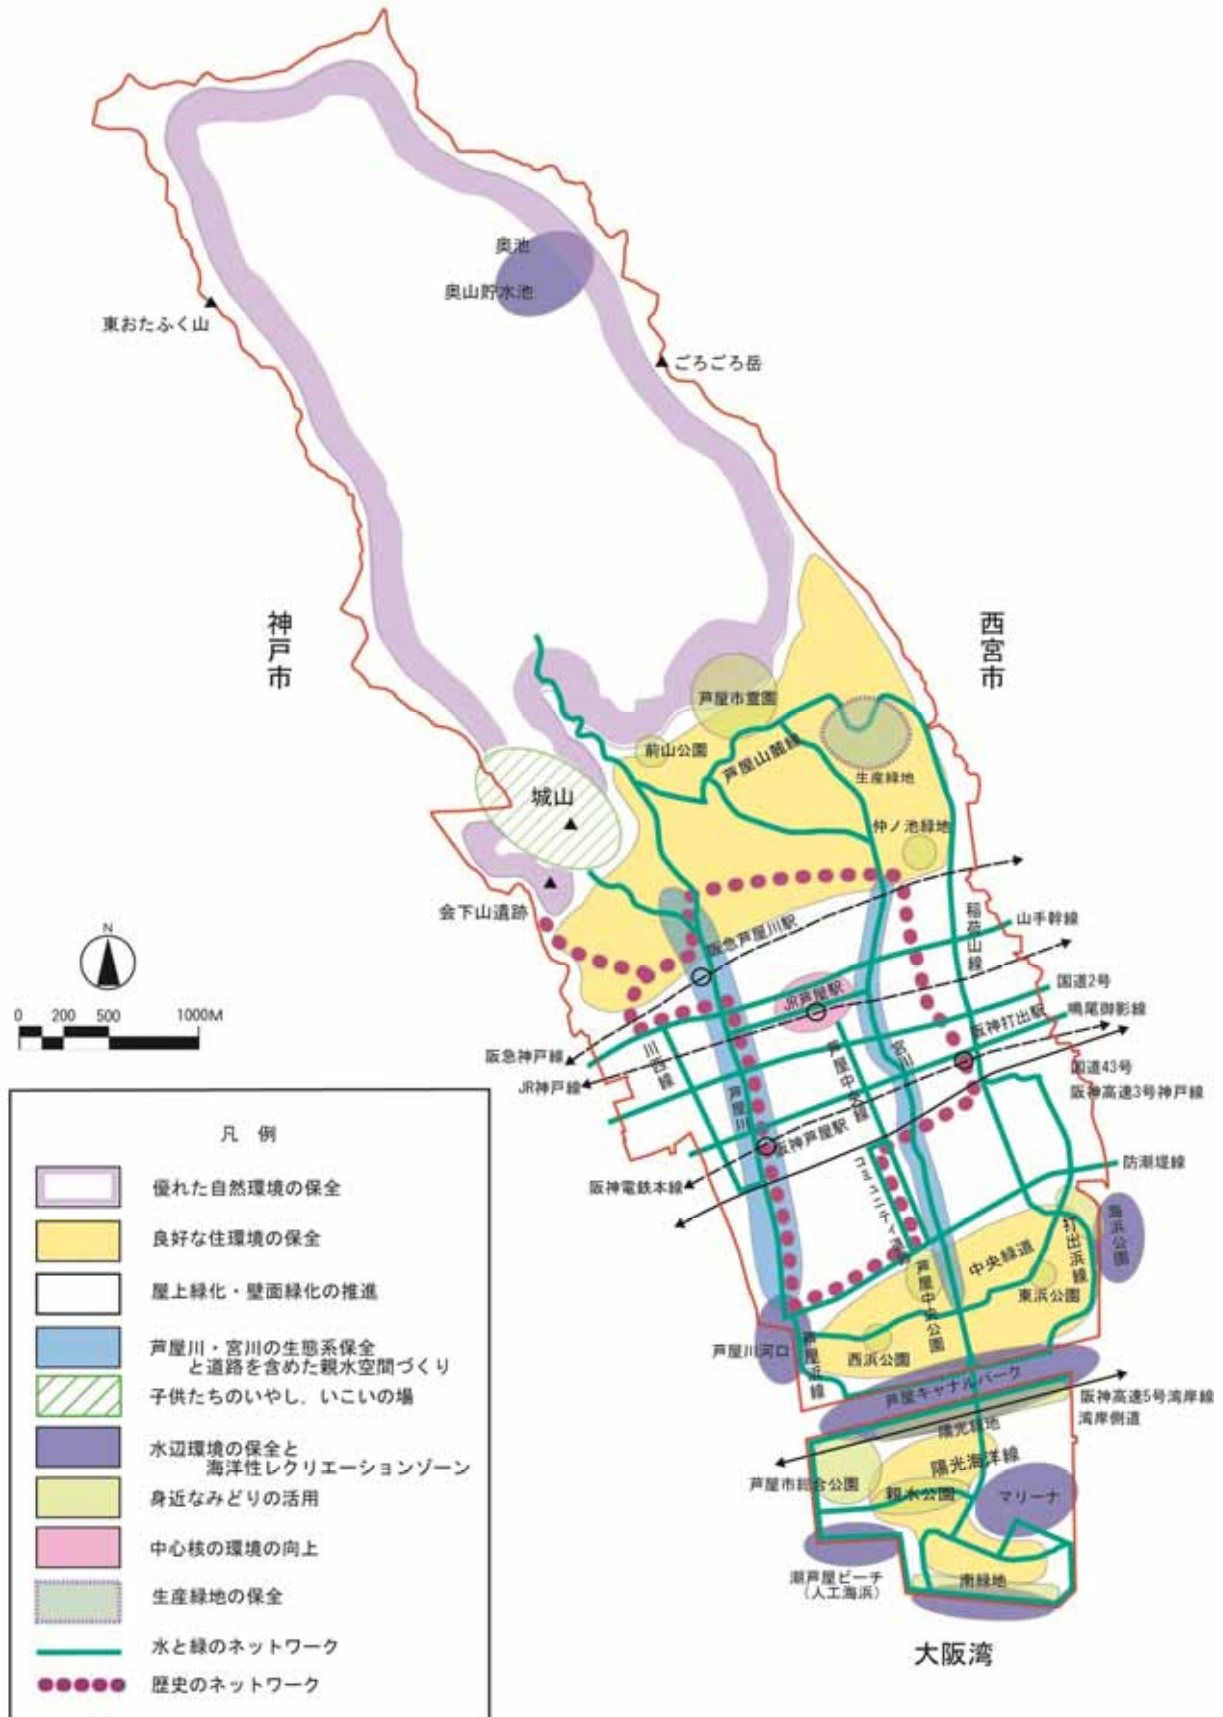 奥池
奥山貯水池
東おたふく山
ごろごろ岳
神戸市
西宮市
芦屋市霊園
前山公園
芦屋山麓線
生産緑地
城山
仲ノ池緑地
会下山遺跡
阪急芦屋川駅
稲荷山線
山手幹線
N
JR芦屋駅
国道2号
阪神打出駅
鳴尾御影線
0 200 500 1000M
阪急神戸線
JR神戸線
川西線
芦屋川
芦屋中央線
宮川
国道43号
阪神高速3号神戸線
阪神芦屋駅
阪神電鉄本線
防潮堤線
芦屋中央公園
中央緑道
打出浜線
海浜公園
東浜公園
芦屋川河口
芦屋浜線
西浜公園
芦屋キャナルパーク
阪神高速5号湾岸線
湾岸側道
陽光緑地
陽光海洋線
芦屋市総合公園
親水公園
マリーナ
潮芦屋ビーチ
(人工海浜)
南緑地
大阪湾
凡 例
優れた自然環境の保全
良好な住環境の保全
屋上緑化・壁面緑化の推進
芦屋川・宮川の生態系保全
と道路を含めた親水空間づくり
子供たちのいやし、いこいの場
水辺環境の保全と
海洋性レクリエーションゾーン
身近なみどりの活用
中心核の環境の向上
生産緑地の保全
水と緑のネットワーク
歴史のネットワーク